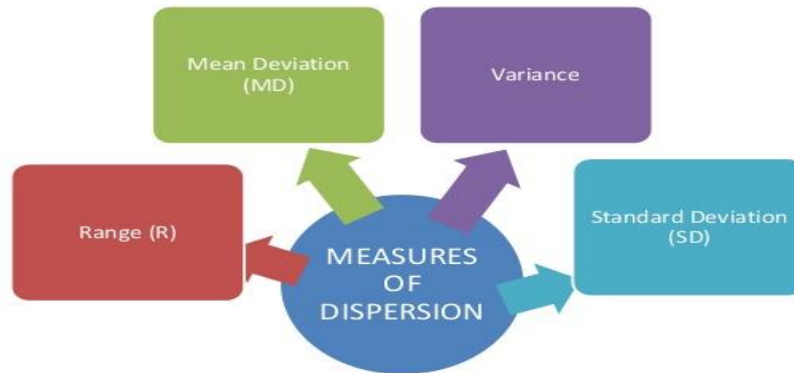 Mean Deviation
(MD)
Variance
Range (R)
Standard Deviation
(SD)
MEASURES
OF
DISPERSION